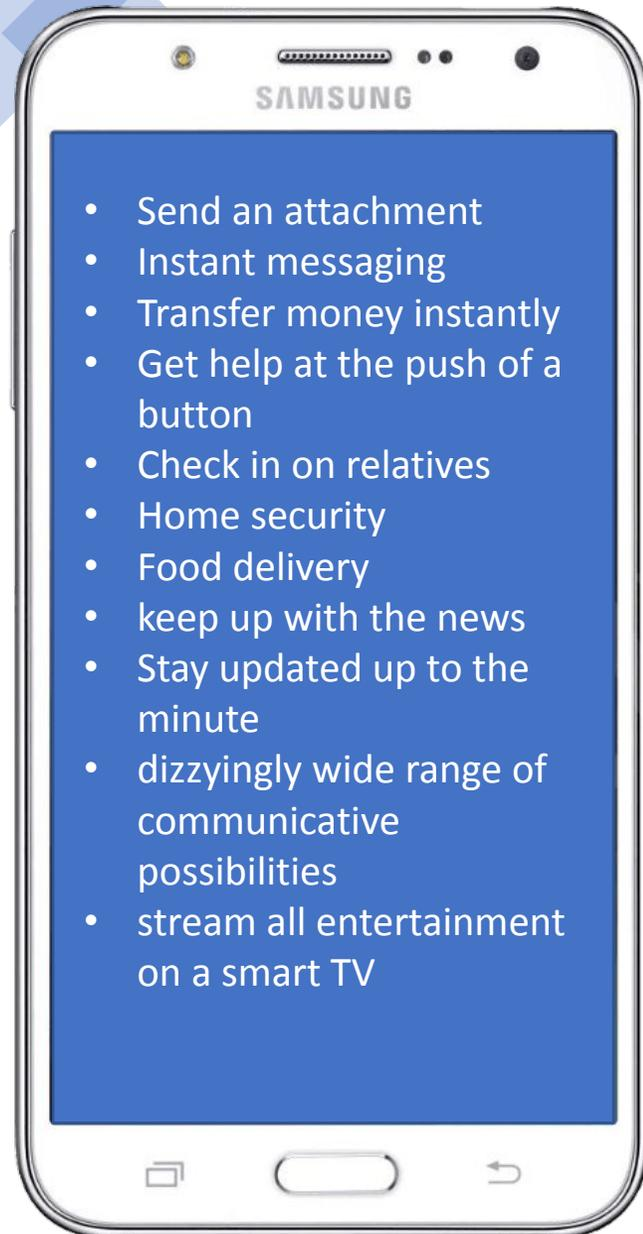 SAMSUNG
• Send an attachment
• Instant messaging
• Transfer money instantly
• Get help at the push of a
button
• Check in on relatives
• Home security
• Food delivery
• keep up with the news
• Stay updated up to the
minute
• dizzyingly wide range of
communicative
possibilities
• stream all entertainment
on a smart TV